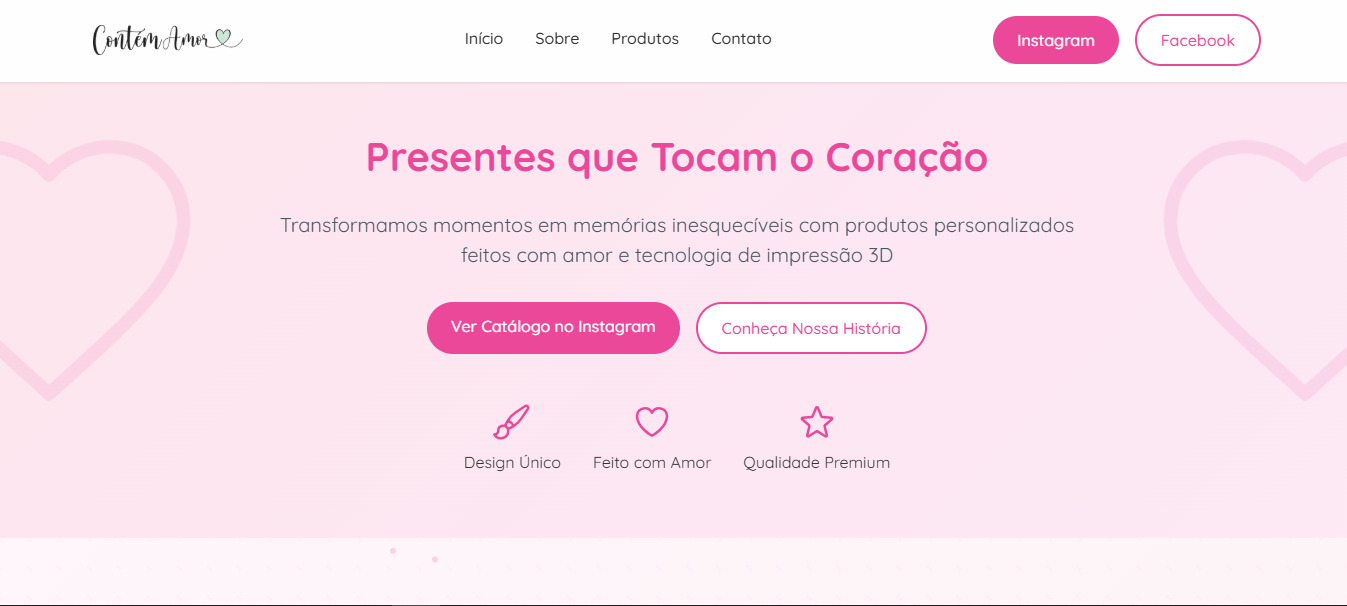 Contém Amor
Início Sobre Produtos Contato
Instagram Facebook
Presentes que Tocam o Coração
Transformamos momentos em memórias inesquecíveis com produtos personalizados
feitos com amor e tecnologia de impressão 3D
Ver Catálogo no Instagram Conheça Nossa História
Design Único Feito com Amor Qualidade Premium